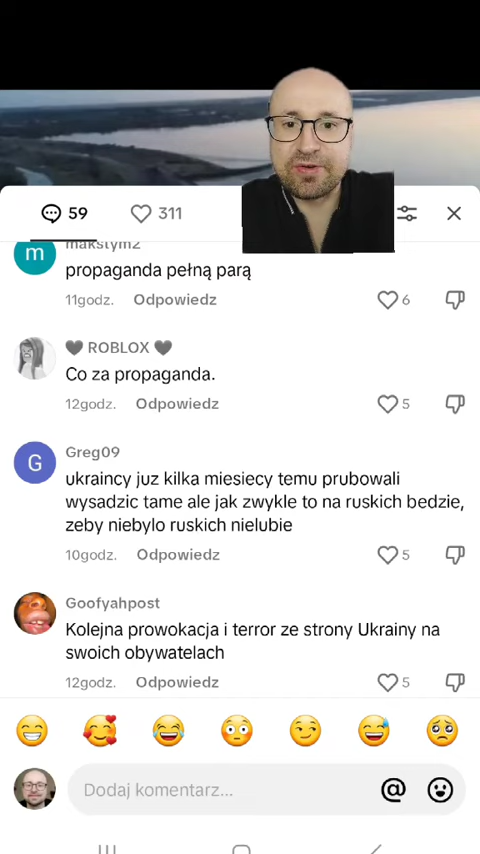 59
311
makstym2
propaganda pełną parą
11godz. Odpowiedz
6
🖤 ROBLOX 🖤
Co za propaganda.
12godz. Odpowiedz
5
G
Greg09
ukraincy juz kilka miesiecy temu prubowali
wysadzic tame ale jak zwykle to na ruskich bedzie,
zeby niebylo ruskich nielubie
10godz. Odpowiedz
5
Goofyahpost
Kolejna prowokacja i terror ze strony Ukrainy na
swoich obywatelach
12godz. Odpowiedz
5
Dodaj komentarz...
@